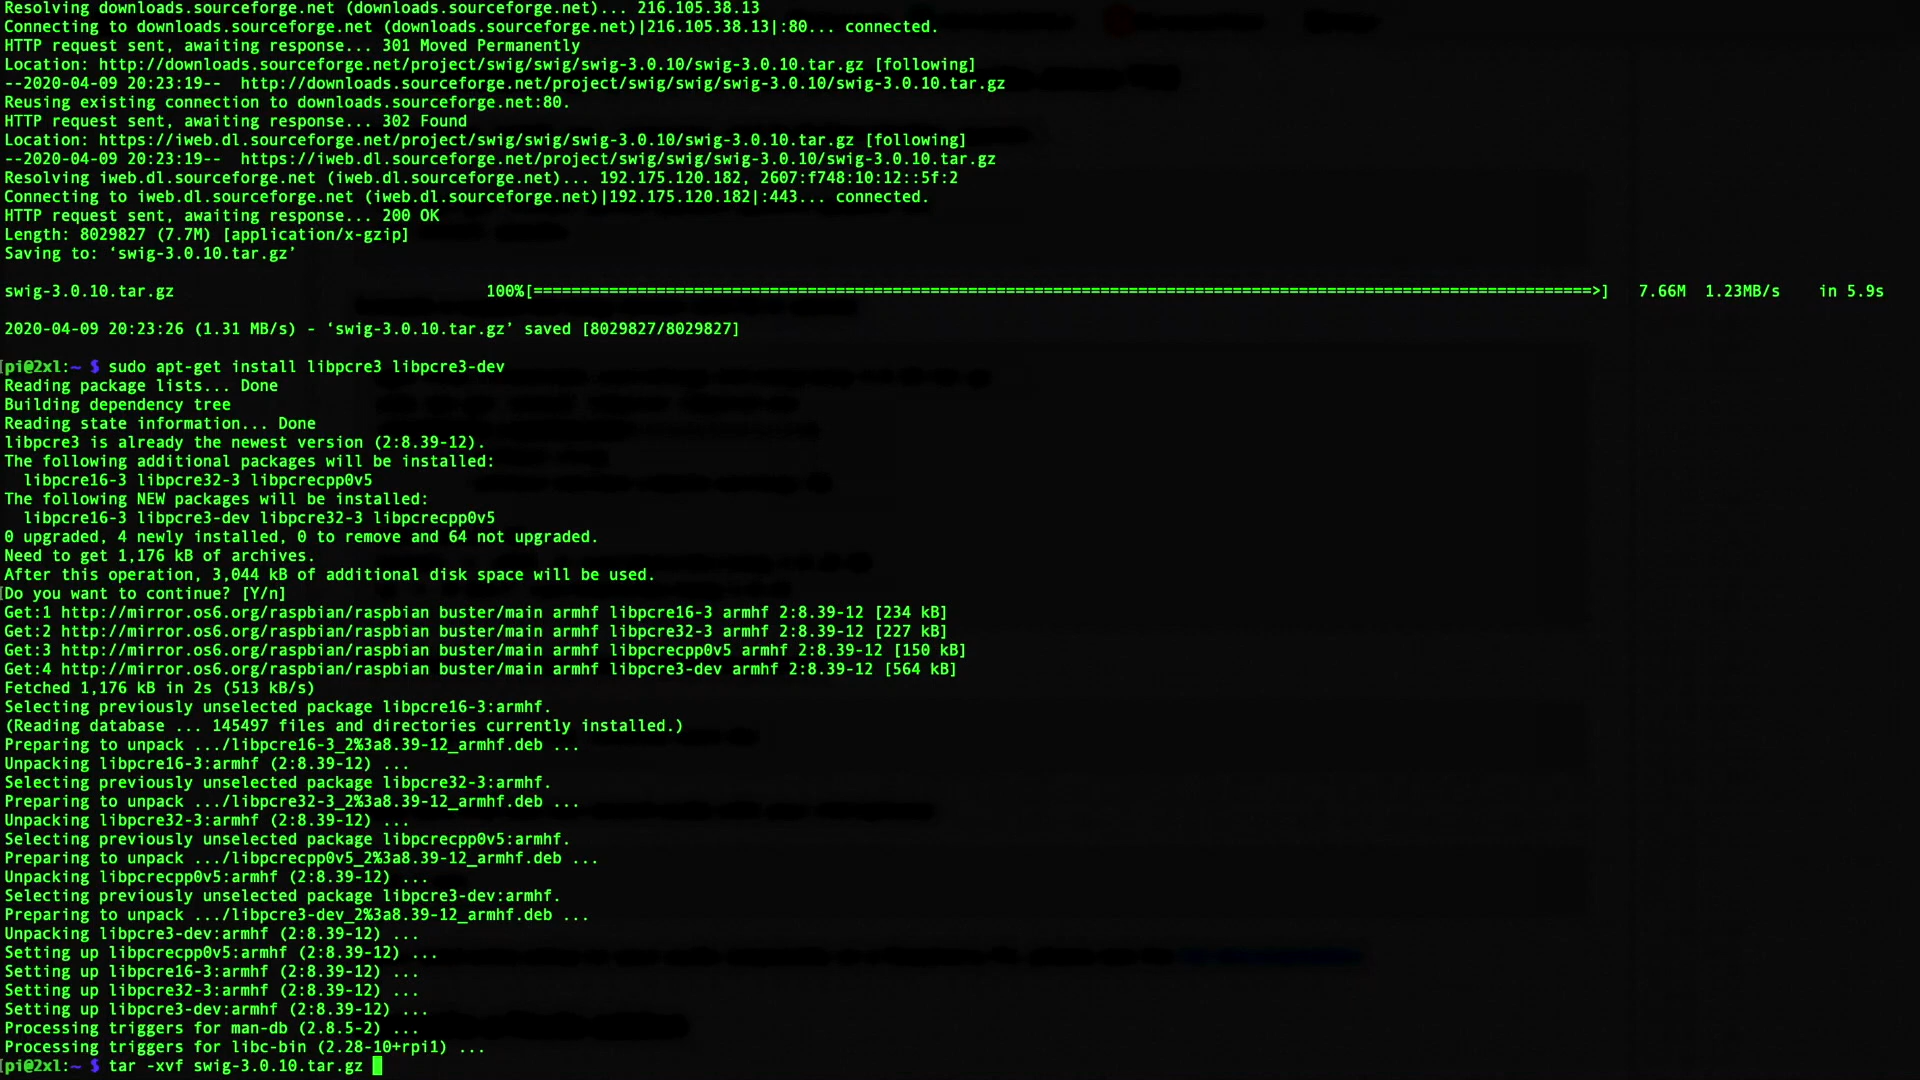 Resolving downloads.sourceforge.net (downloads.sourceforge.net)... 216.105.38.13
Connecting to downloads.sourceforge.net (downloads.sourceforge.net)|216.105.38.13|:80... connected.
HTTP request sent, awaiting response... 301 Moved Permanently
Location: http://downloads.sourceforge.net/project/swig/swig/swig-3.0.10/swig-3.0.10.tar.gz [following]
--2020-04-09 20:23:19--  http://downloads.sourceforge.net/project/swig/swig/swig-3.0.10/swig-3.0.10.tar.gz
Reusing existing connection to downloads.sourceforge.net:80.
HTTP request sent, awaiting response... 302 Found
Location: https://iweb.dl.sourceforge.net/project/swig/swig/swig-3.0.10/swig-3.0.10.tar.gz [following]
--2020-04-09 20:23:19--  https://iweb.dl.sourceforge.net/project/swig/swig/swig-3.0.10/swig-3.0.10.tar.gz
Resolving iweb.dl.sourceforge.net (iweb.dl.sourceforge.net)... 192.175.120.182, 2607:f748:10:12::5f:2
Connecting to iweb.dl.sourceforge.net (iweb.dl.sourceforge.net)|192.175.120.182|:443... connected.
HTTP request sent, awaiting response... 200 OK
Length: 8029827 (7.7M) [application/x-gzip]
Saving to: ‘swig-3.0.10.tar.gz’
swig-3.0.10.tar.gz 100%[================================================================================================================>] 7.66M 1.23MB/s in 5.9s
2020-04-09 20:23:26 (1.31 MB/s) - ‘swig-3.0.10.tar.gz’ saved [8029827/8029827]
[pi@2xl:~ $ sudo apt-get install libpcre3 libpcre3-dev
Reading package lists... Done
Building dependency tree
Reading state information... Done
libpcre3 is already the newest version (2:8.39-12).
The following additional packages will be installed:
  libpcre16-3 libpcre32-3 libpcrecpp0v5
The following NEW packages will be installed:
  libpcre16-3 libpcre3-dev libpcre32-3 libpcrecpp0v5
0 upgraded, 4 newly installed, 0 to remove and 64 not upgraded.
Need to get 1,176 kB of archives.
After this operation, 3,044 kB of additional disk space will be used.
[Do you want to continue? [Y/n]
Get:1 http://mirror.os6.org/raspbian/raspbian buster/main armhf libpcre16-3 armhf 2:8.39-12 [234 kB]
Get:2 http://mirror.os6.org/raspbian/raspbian buster/main armhf libpcre32-3 armhf 2:8.39-12 [227 kB]
Get:3 http://mirror.os6.org/raspbian/raspbian buster/main armhf libpcrecpp0v5 armhf 2:8.39-12 [150 kB]
Get:4 http://mirror.os6.org/raspbian/raspbian buster/main armhf libpcre3-dev armhf 2:8.39-12 [564 kB]
Fetched 1,176 kB in 2s (513 kB/s)
Selecting previously unselected package libpcre16-3:armhf.
(Reading database ... 145497 files and directories currently installed.)
Preparing to unpack .../libpcre16-3_2%3a8.39-12_armhf.deb ...
Unpacking libpcre16-3:armhf (2:8.39-12) ...
Selecting previously unselected package libpcre32-3:armhf.
Preparing to unpack .../libpcre32-3_2%3a8.39-12_armhf.deb ...
Unpacking libpcre32-3:armhf (2:8.39-12) ...
Selecting previously unselected package libpcrecpp0v5:armhf.
Preparing to unpack .../libpcrecpp0v5_2%3a8.39-12_armhf.deb ...
Unpacking libpcrecpp0v5:armhf (2:8.39-12) ...
Selecting previously unselected package libpcre3-dev:armhf.
Preparing to unpack .../libpcre3-dev_2%3a8.39-12_armhf.deb ...
Unpacking libpcre3-dev:armhf (2:8.39-12) ...
Setting up libpcrecpp0v5:armhf (2:8.39-12) ...
Setting up libpcre16-3:armhf (2:8.39-12) ...
Setting up libpcre32-3:armhf (2:8.39-12) ...
Setting up libpcre3-dev:armhf (2:8.39-12) ...
Processing triggers for man-db (2.8.5-2) ...
Processing triggers for libc-bin (2.28-10+rpi1) ...
[pi@2xl:~ $ tar -xvf swig-3.0.10.tar.gz